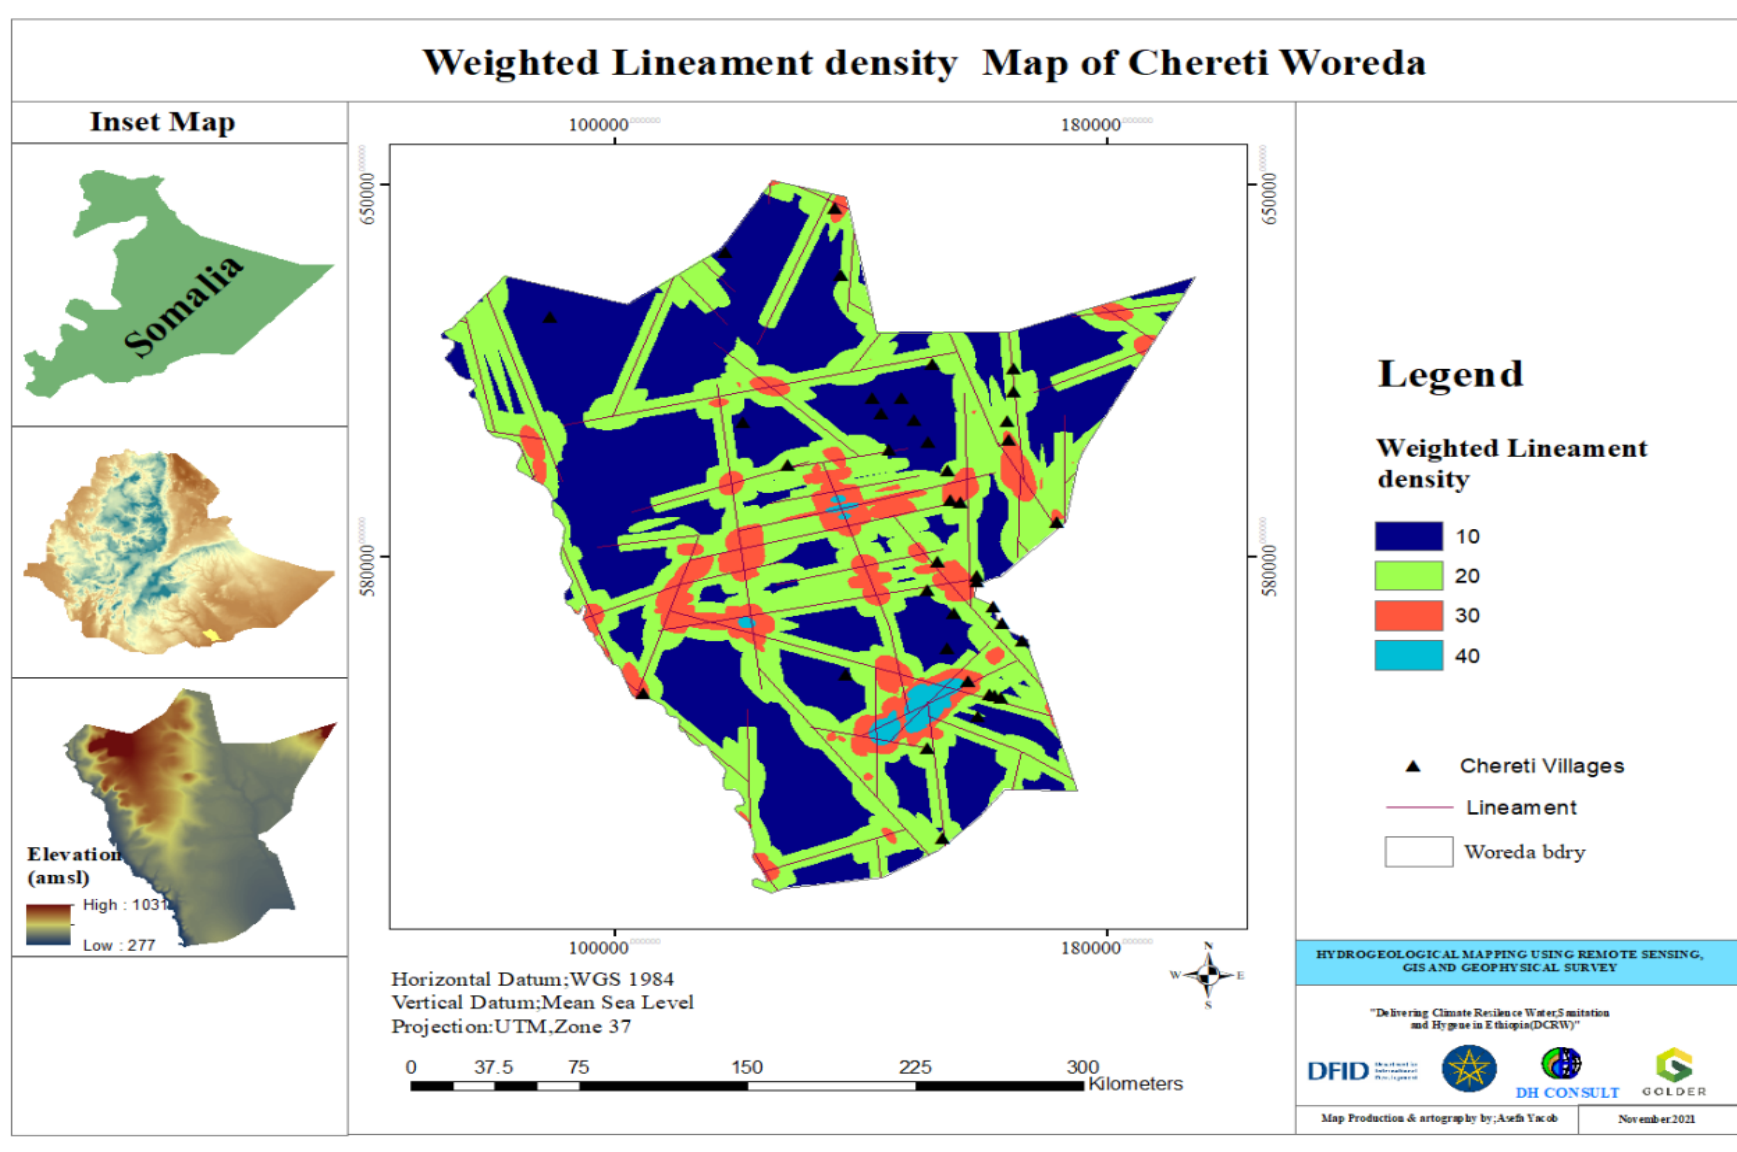 Weighted Lineament density Map of Chereti Woreda
Inset Map
Somalia
Elevation
(amsl)
High : 1031
Low : 277
100000
180000
650000
650000
580000
580000
100000
180000
N
W
E
S
Horizontal Datum;WGS 1984
Vertical Datum;Mean Sea Level
Projection:UTM,Zone 37
0 37.5 75 150 225 300
Kilometers
Legend
Weighted Lineament
density
10
20
30
40
Chereti Villages
Lineament
Woreda bdry
HYDROGEOLOGICAL MAPPING USING REMOTE SENSING,
GIS AND GEOPHYSICAL SURVEY
"Delivering Climate Resilence Water,Sanitation
and Hygene in Ethiopia(DCRW)"
DFID
Department for
International
Development
DH CONSULT
GOLDER
Map Production & artography by;Asefa Yacob
November.2021